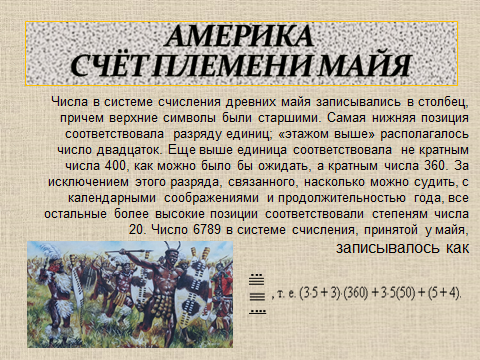 АМЕРИКА
СЧЁТ ПЛЕМЕНИ МАЙЯ
Числа в системе счисления древних майя записывались в столбец,
причем верхние символы были старшими. Самая нижняя позиция
соответствовала разряду единиц; «этажом выше» располагалось
число двадцаток. Еще выше единица соответствовала не кратным
числа 400, как можно было бы ожидать, а кратным числа 360. За
исключением этого разряда, связанного, насколько можно судить, с
календарными соображениями и продолжительностью года, все
остальные более высокие позиции соответствовали степеням числа
20. Число 6789 в системе счисления, принятой у майя,
записывалось как
, т. е. (3·5 + 3)·(360) + 3·5(50) + (5 + 4).